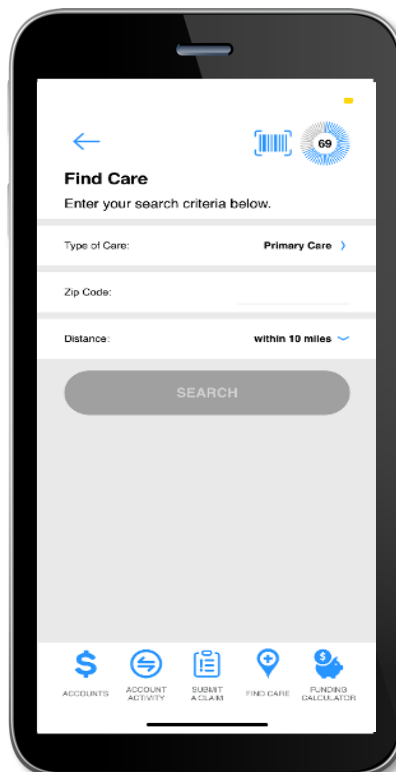 69
Find Care
Enter your search criteria below.
Type of Care: Primary Care
Zip Code:
Distance: within 10 miles
SEARCH
ACCOUNTS
ACCOUNT ACTIVITY
SUBMIT A CLAIM
FIND CARE
FUNDING CALCULATOR